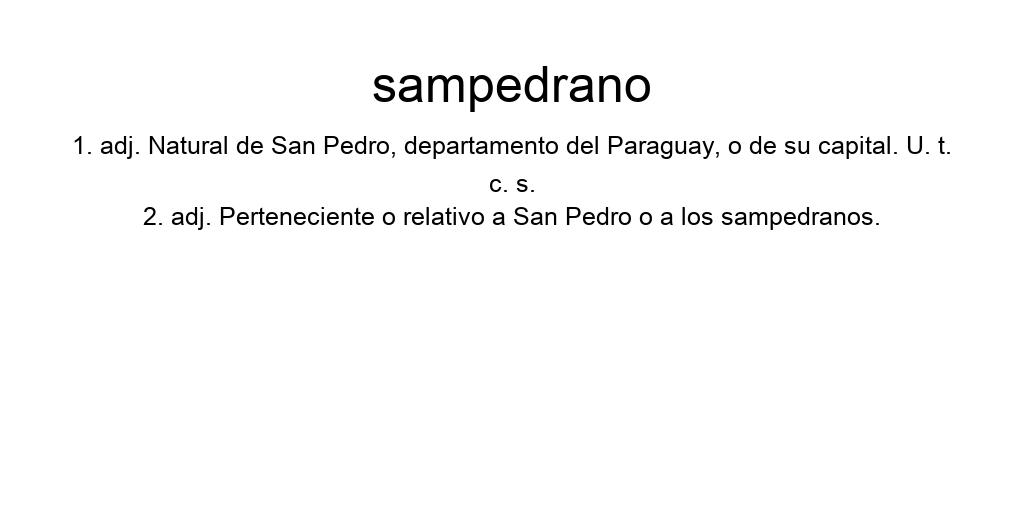 sampedrano
1. adj. Natural de San Pedro, departamento del Paraguay, o de su capital. U. t.
c. s.
2. adj. Perteneciente o relativo a San Pedro o a los sampedranos.